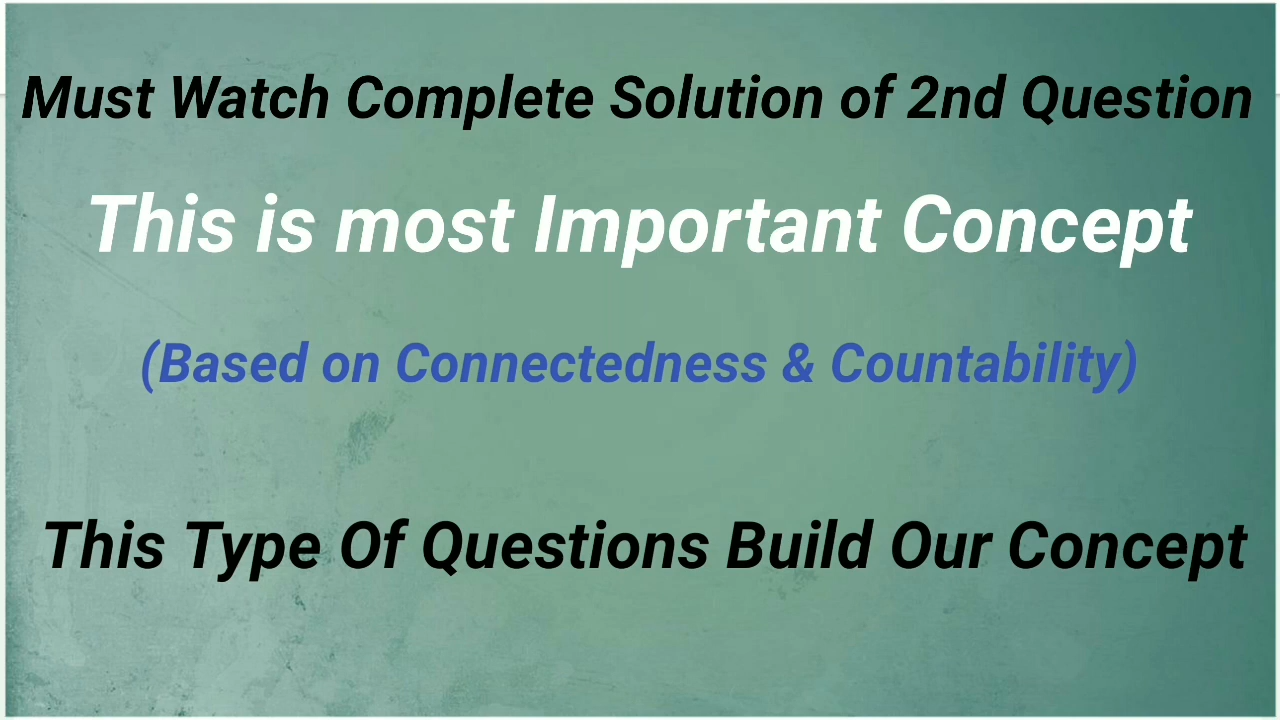 Must Watch Complete Solution of 2nd Question
This is most Important Concept
(Based on Connectedness & Countability)
This Type Of Questions Build Our Concept